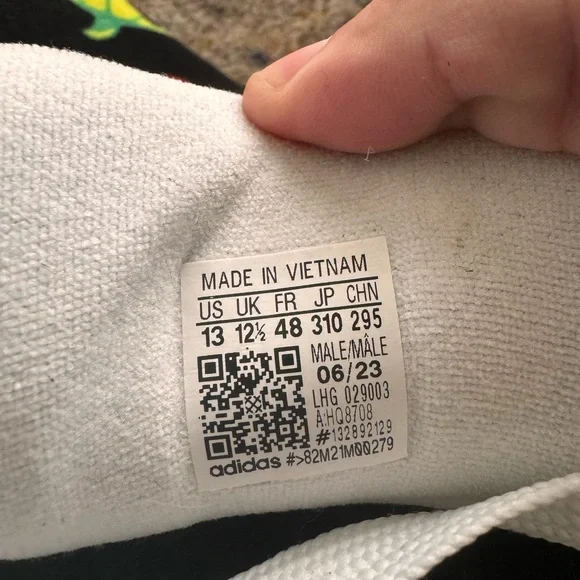 MADE IN VIETNAM
US UK FR JP CHN
13 12½ 48 310 295
MALE/MÂLE
06/23
LHG 029003
A:HQ8708
#132892129
adidas #>82M21M00279